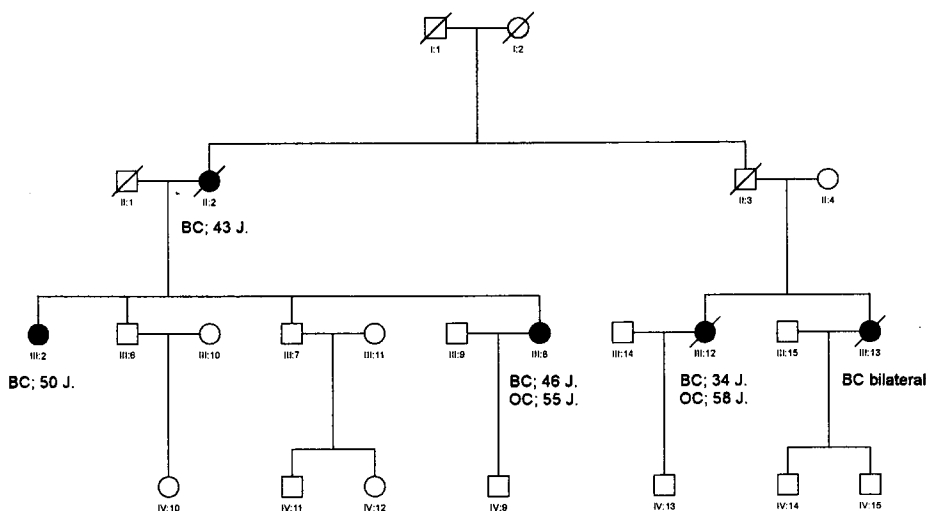 I:1
I:2
II:1
II:2
II:3
II:4
BC; 43 J.
III:2
III:6
III:10
III:7
III:11
III:9
III:8
III:14
III:12
III:15
III:13
BC; 50 J.
BC; 46 J.
OC; 55 J.
BC; 34 J.
OC; 58 J.
BC bilateral
IV:10
IV:11
IV:12
IV:9
IV:13
IV:14
IV:15